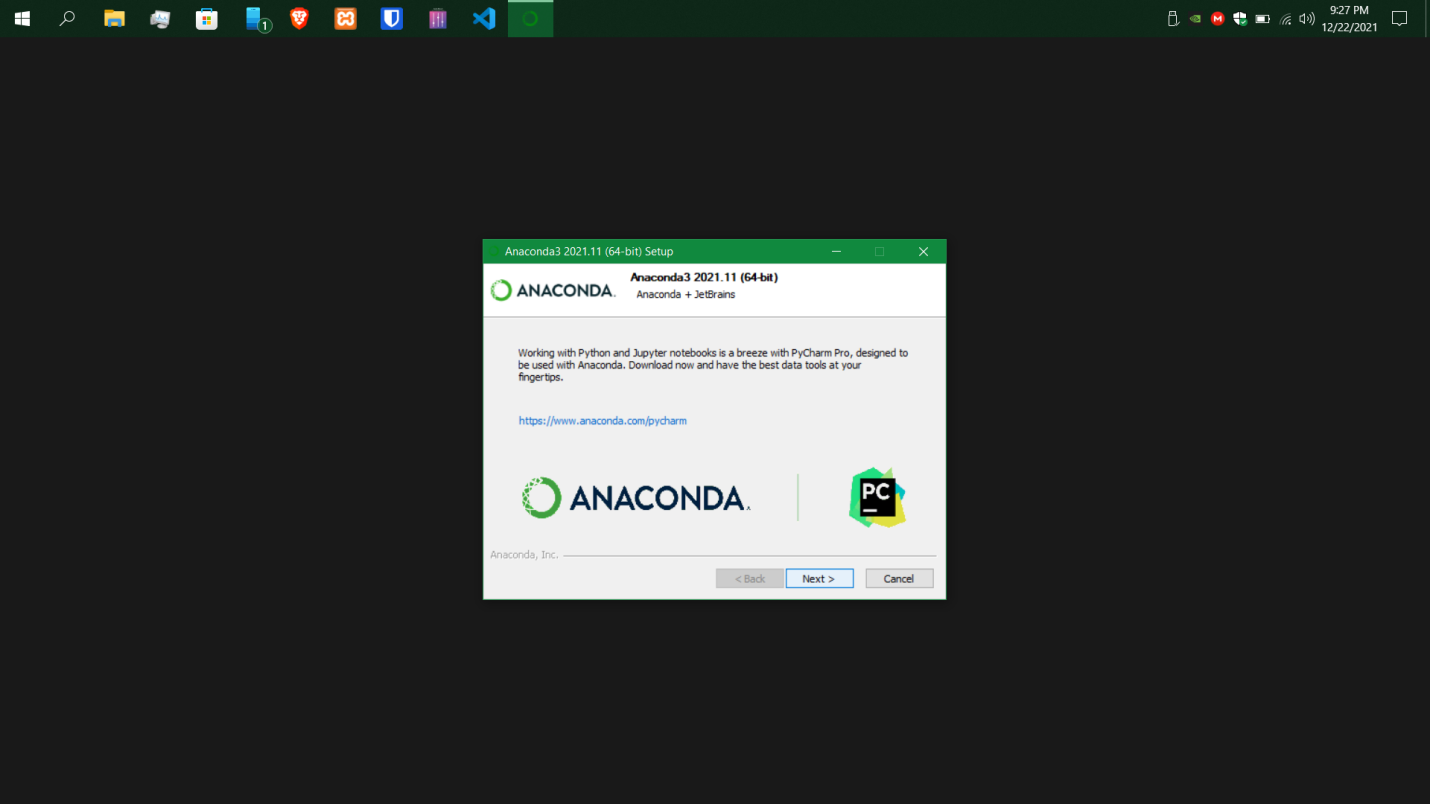 1
9:27 PM
12/22/2021
Anaconda3 2021.11 (64-bit) Setup
ANACONDA.
Anaconda3 2021.11 (64-bit)
Anaconda + JetBrains
Working with Python and Jupyter notebooks is a breeze with PyCharm Pro, designed to
be used with Anaconda. Download now and have the best data tools at your
fingertips.
https://www.anaconda.com/pycharm
ANACONDA.
PC
Anaconda, Inc.
< Back
Next >
Cancel